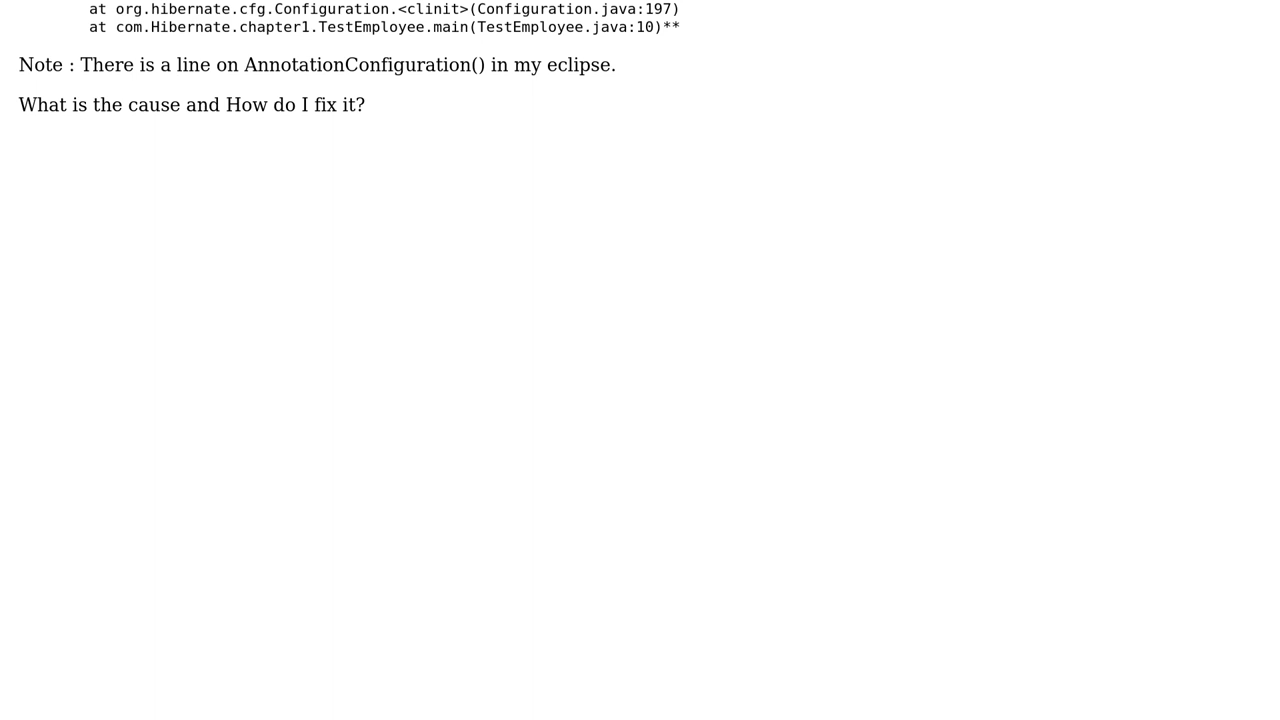 at org.hibernate.cfg.Configuration.<clinit>(Configuration.java:197)
at com.Hibernate.chapter1.TestEmployee.main(TestEmployee.java:10)**
Note : There is a line on AnnotationConfiguration() in my eclipse.
What is the cause and How do I fix it?